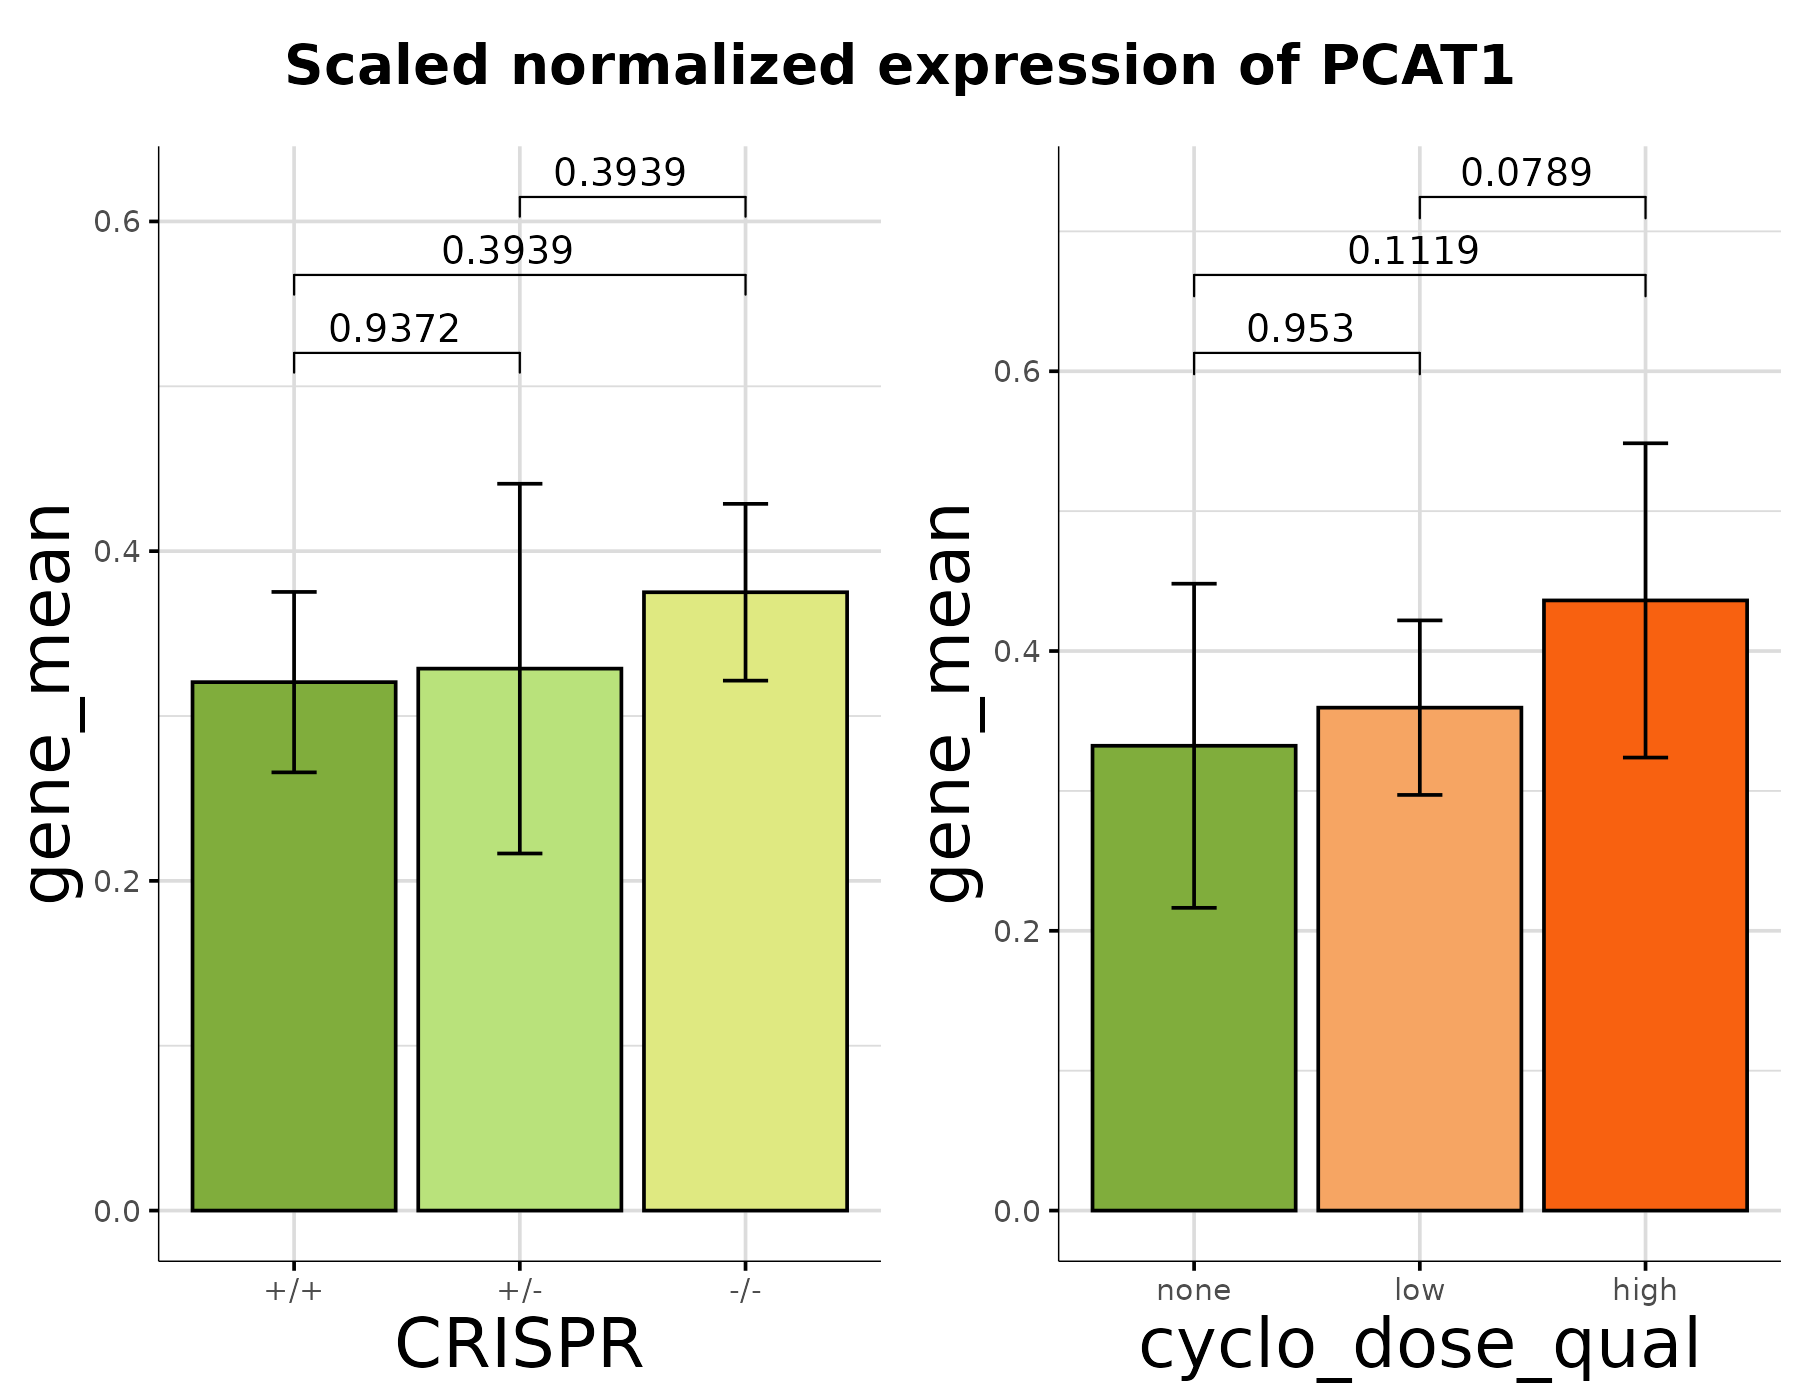 Scaled normalized expression of PCAT1
0.3939
0.3939
0.9372
0.6
0.4
0.2
0.0
gene_mean
+/+ +/- -/-
CRISPR
0.0789
0.1119
0.953
0.6
0.4
0.2
0.0
gene_mean
none low high
cyclo_dose_qual